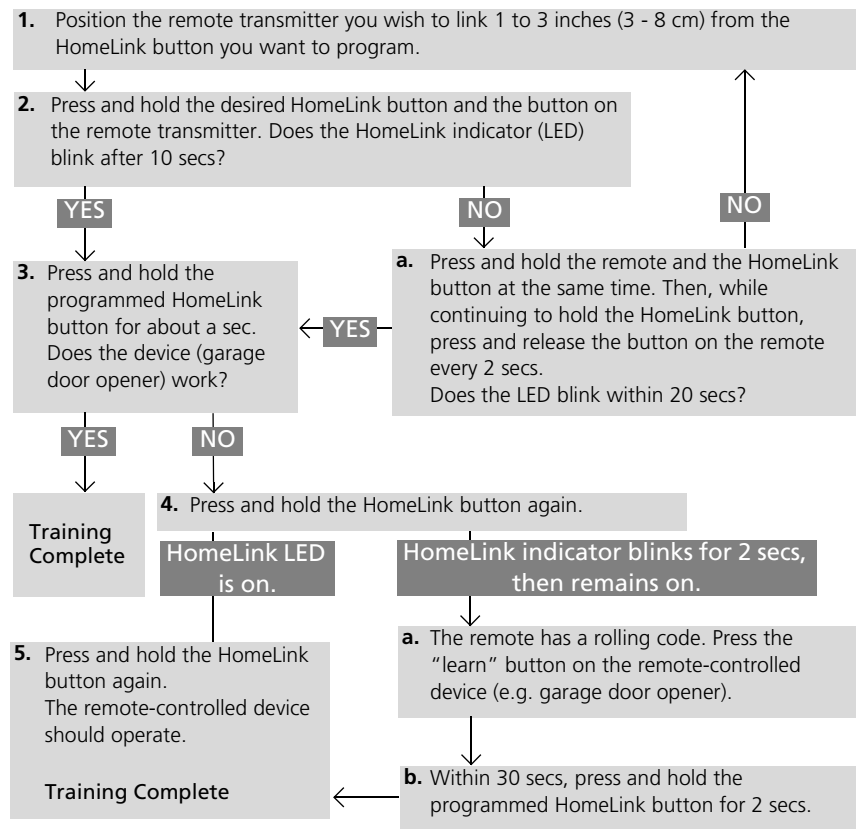 1. Position the remote transmitter you wish to link 1 to 3 inches (3 - 8 cm) from the
HomeLink button you want to program.
2. Press and hold the desired HomeLink button and the button on
the remote transmitter. Does the HomeLink indicator (LED)
blink after 10 secs?
YES
NO
NO
3. Press and hold the
programmed HomeLink
button for about a sec.
Does the device (garage
door opener) work?
YES
a. Press and hold the remote and the HomeLink
button at the same time. Then, while
continuing to hold the HomeLink button,
press and release the button on the remote
every 2 secs.
Does the LED blink within 20 secs?
YES
NO
Training
Complete
4. Press and hold the HomeLink button again.
HomeLink LED
is on.
HomeLink indicator blinks for 2 secs,
then remains on.
5. Press and hold the HomeLink
button again.
The remote-controlled device
should operate.
Training Complete
a. The remote has a rolling code. Press the
“learn” button on the remote-controlled
device (e.g. garage door opener).
b. Within 30 secs, press and hold the
programmed HomeLink button for 2 secs.